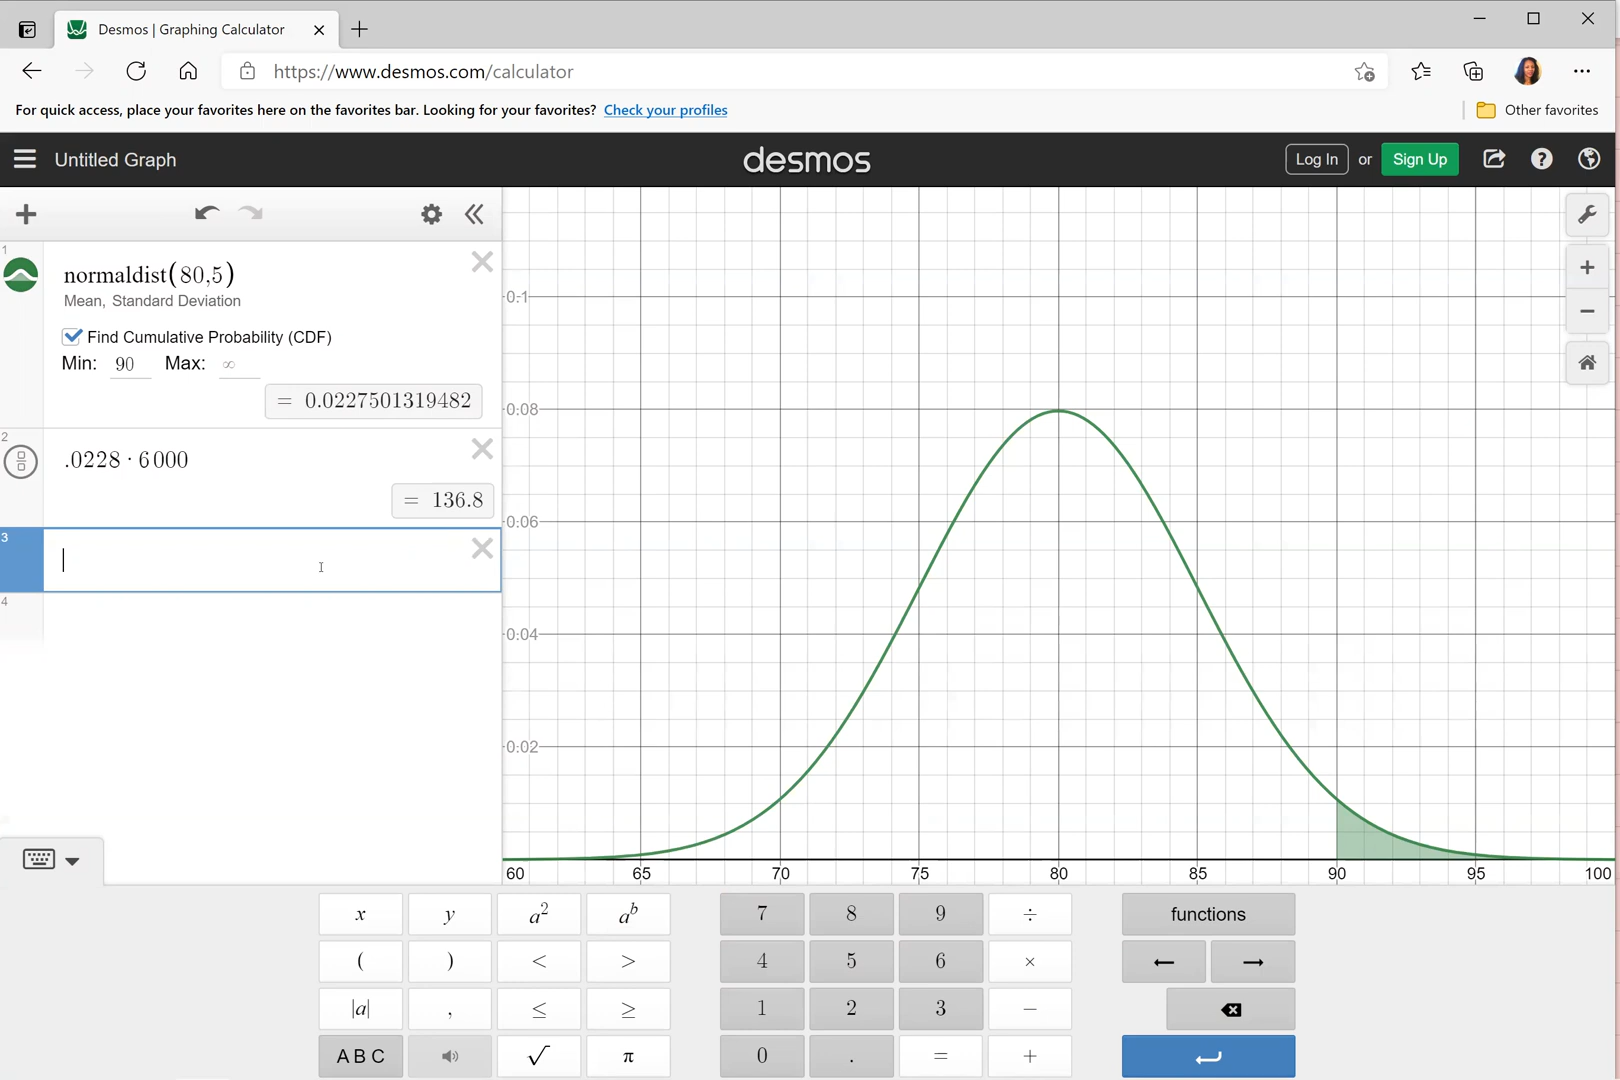 Desmos | Graphing Calculator
https://www.desmos.com/calculator
For quick access, place your favorites here on the favorites bar. Looking for your favorites? Check your profiles
Other favorites
Untitled Graph
desmos
Log In or Sign Up
1
normaldist(80,5)
Mean, Standard Deviation
Find Cumulative Probability (CDF)
Min: 90 Max: ∞
= 0.0227501319482
2
.0228 · 6000
= 136.8
3
4
0.1
0.08
0.06
0.04
0.02
60 65 70 75 80 85 90 95 100
x y a² aᵇ 7 8 9 ÷ functions
( ) < > 4 5 6 × ← →
|a| , ≤ ≥ 1 2 3 −
A B C √ π 0 . = +